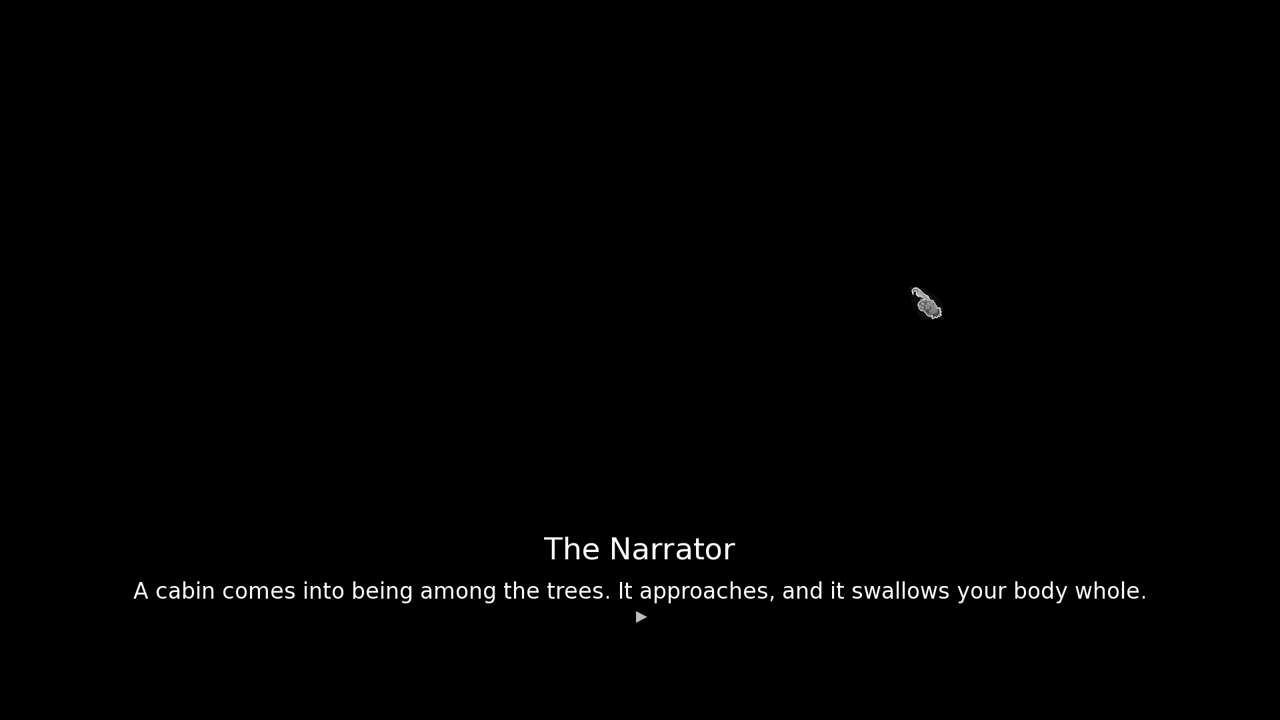 The Narrator
A cabin comes into being among the trees. It approaches, and it swallows your body whole.